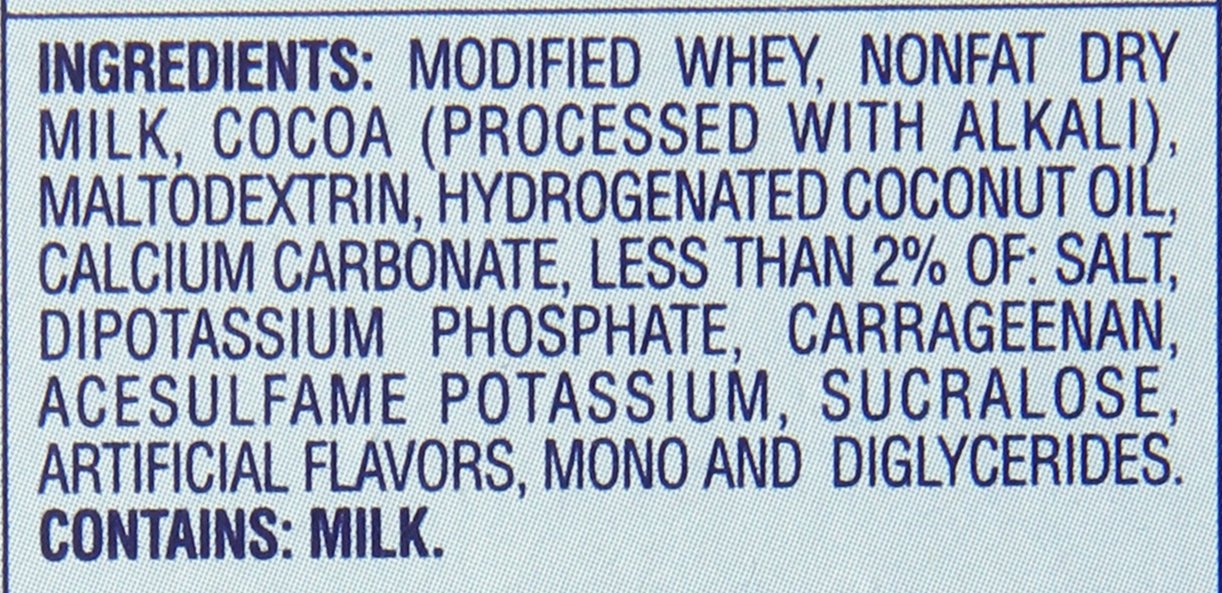 INGREDIENTS: MODIFIED WHEY, NONFAT DRY
MILK, COCOA (PROCESSED WITH ALKALI),
MALTODEXTRIN, HYDROGENATED COCONUT OIL,
CALCIUM CARBONATE, LESS THAN 2% OF: SALT,
DIPOTASSIUM PHOSPHATE, CARRAGEENAN,
ACESULFAME POTASSIUM, SUCRALOSE,
ARTIFICIAL FLAVORS, MONO AND DIGLYCERIDES.
CONTAINS: MILK.